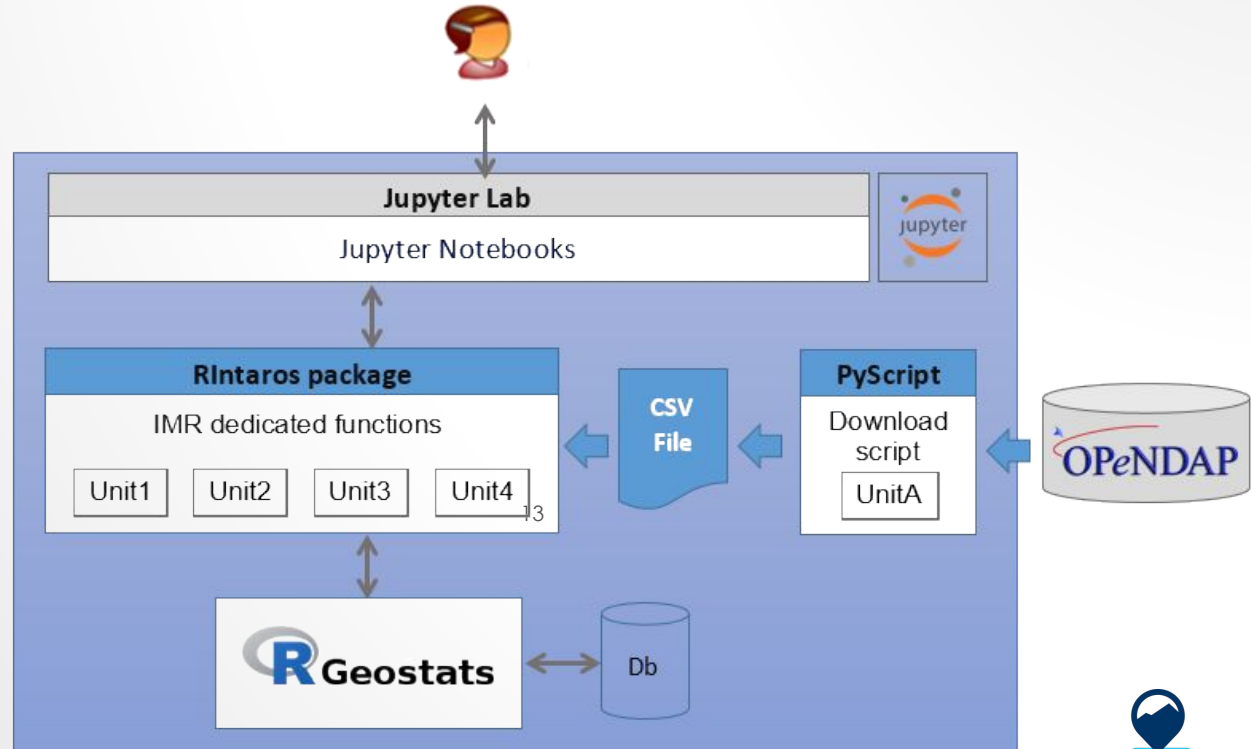 Jupyter Lab
Jupyter Notebooks
jupyter
RIntaros package
IMR dedicated functions
Unit1
Unit2
Unit3
Unit4
13
CSV
File
PyScript
Download
script
UnitA
OPeNDAP
R Geostats
Db